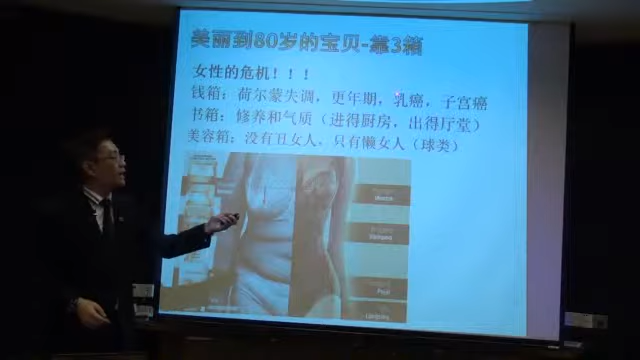 美丽到80岁的宝贝-靠3箱
女性的危机！！！
钱箱：荷尔蒙失调，更年期，乳癌，子宫癌
书箱：修养和气质（进得厨房，出得厅堂）
美容箱：没有丑女人，只有懒女人（球类）